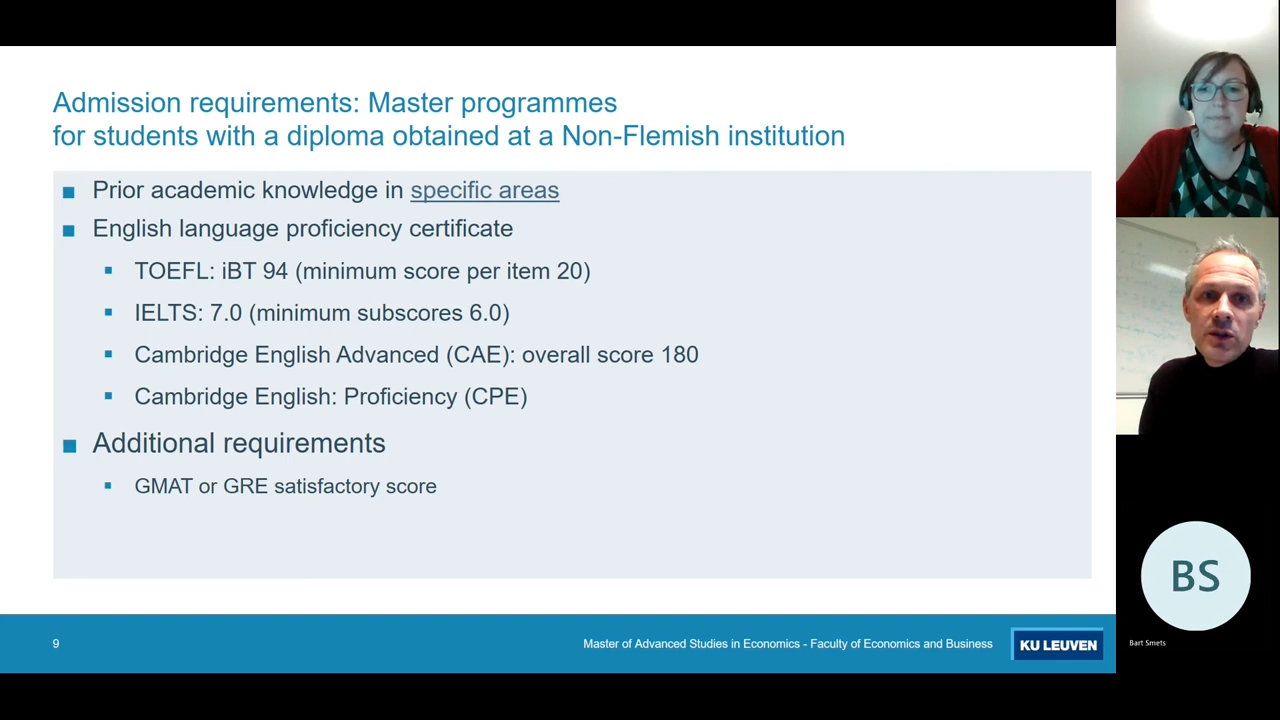 Admission requirements: Master programmes
for students with a diploma obtained at a Non-Flemish institution
Prior academic knowledge in specific areas
English language proficiency certificate
TOEFL: iBT 94 (minimum score per item 20)
IELTS: 7.0 (minimum subscores 6.0)
Cambridge English Advanced (CAE): overall score 180
Cambridge English: Proficiency (CPE)
Additional requirements
GMAT or GRE satisfactory score
9
Master of Advanced Studies in Economics - Faculty of Economics and Business
KU LEUVEN
BS
Bart Smets